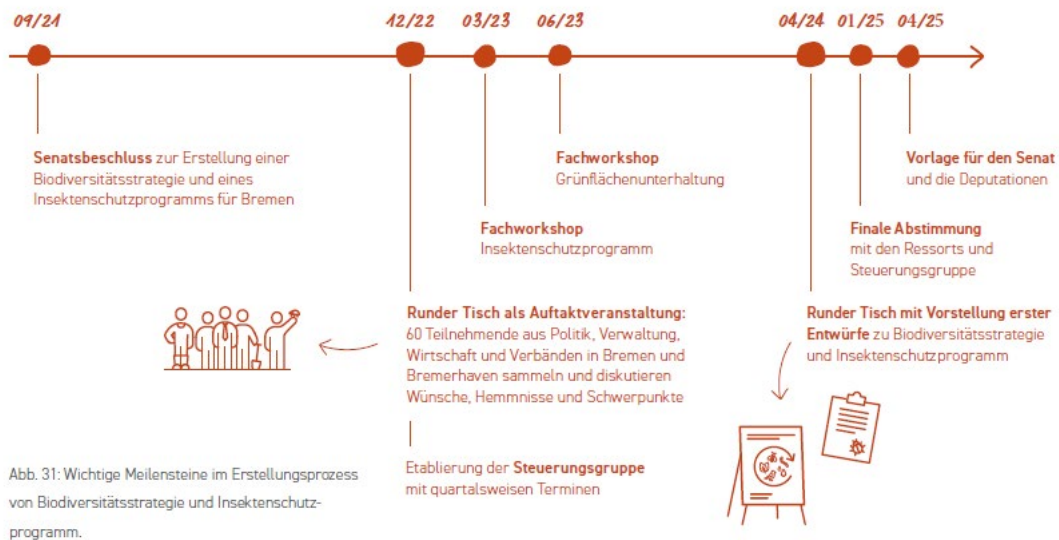 09/21
12/22
03/23
06/23
04/24
01/25
04/25
Senatsbeschluss zur Erstellung einer
Biodiversitätsstrategie und eines
Insektenschutzprogramms für Bremen
Fachworkshop
Grünflächenunterhaltung
Vorlage für den Senat
und die Deputationen
Fachworkshop
Insektenschutzprogramm
Finale Abstimmung
mit den Ressorts und
Steuerungsgruppe
Runder Tisch als Auftaktveranstaltung:
60 Teilnehmende aus Politik, Verwaltung,
Wirtschaft und Verbänden in Bremen und
Bremerhaven sammeln und diskutieren
Wünsche, Hemmnisse und Schwerpunkte
Runder Tisch mit Vorstellung erster
Entwürfe zu Biodiversitätsstrategie
und Insektenschutzprogramm
Etablierung der Steuerungsgruppe
mit quartalsweisen Terminen
Abb. 31: Wichtige Meilensteine im Erstellungsprozess
von Biodiversitätsstrategie und Insektenschutz-
programm.